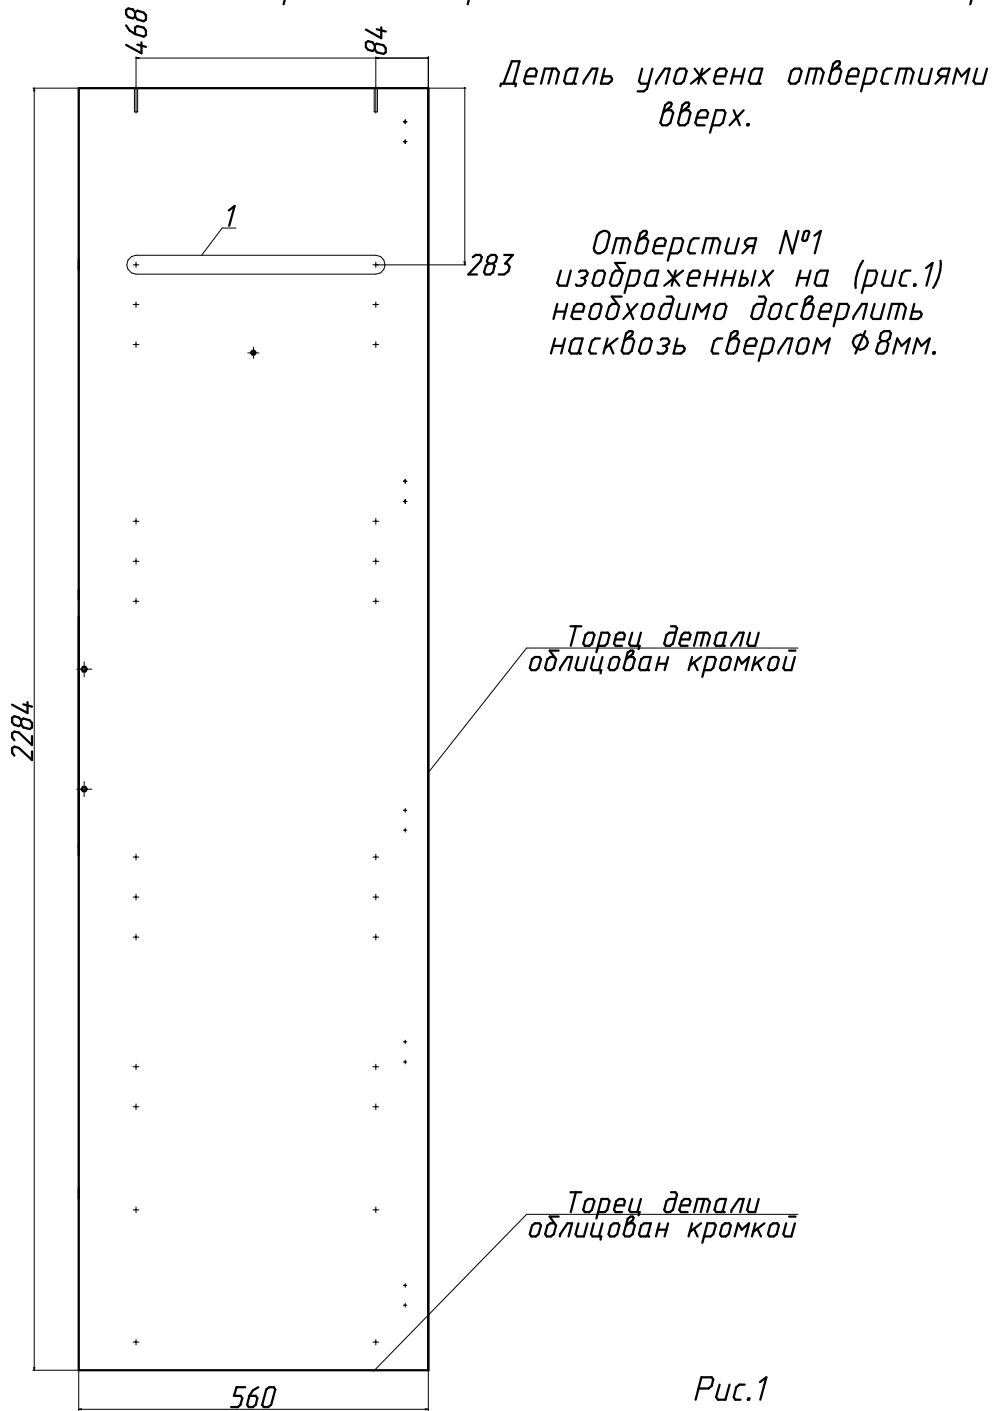 468
84
Деталь уложена отверстиями
вверх.
1
Отверстия №1
изображенных на (рис.1)
необходимо досверлить
насквозь сверлом ϕ8мм.
283
Торец детали
облицован кромкой
2284
Торец детали
облицован кромкой
560
Рис.1